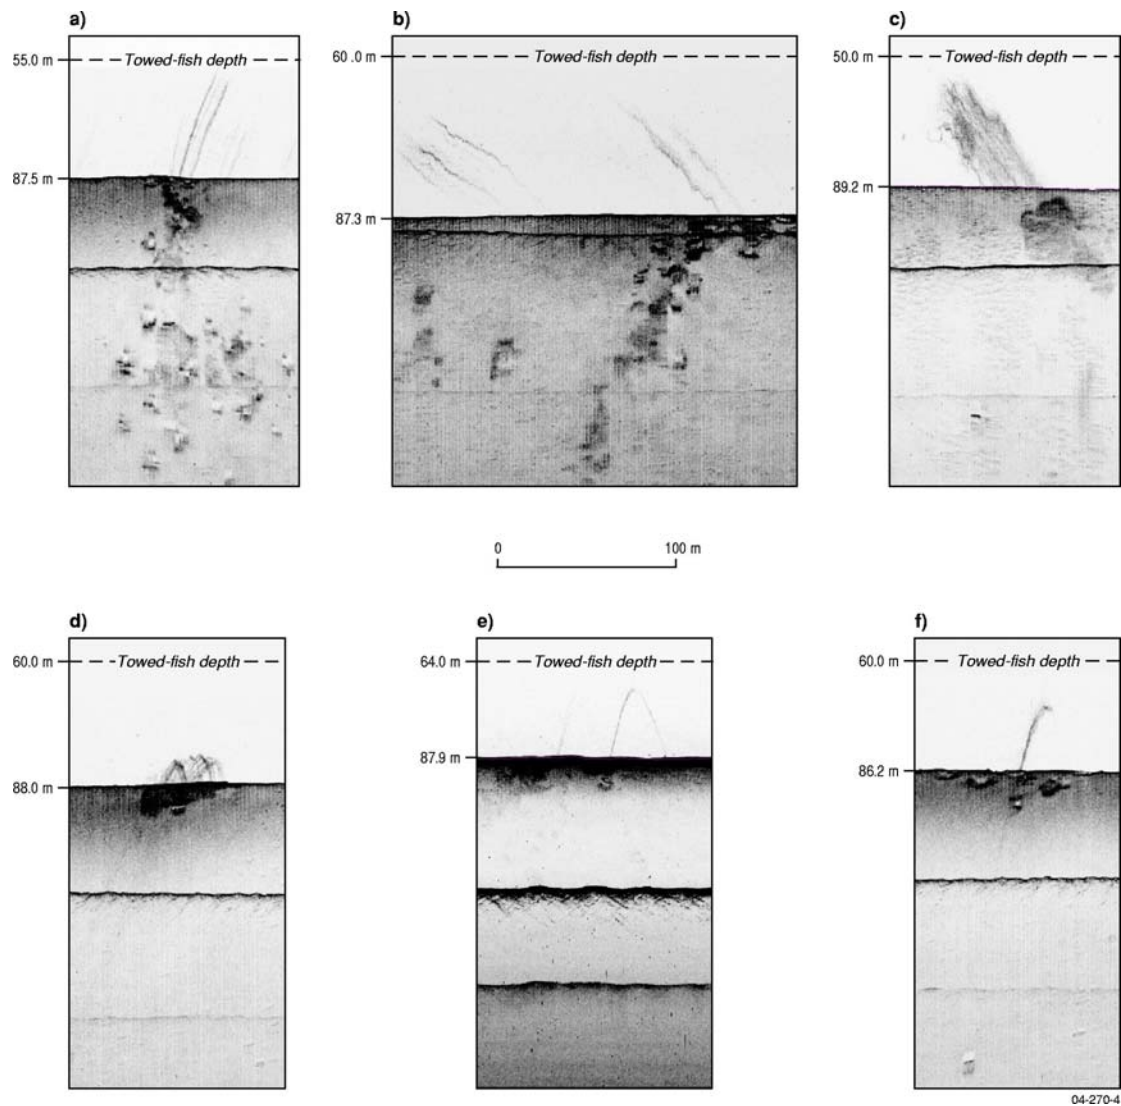 a)
b)
c)
55.0 m
Towed-fish depth
60 .0 m
Towed-fish depth
50.0 m
Towed-fish depth
87.5 m
87.3 m
89.2 m
0
100 m
d)
e)
f)
60.0 m
Towed-fish depth
64.0 m
Towed-fish depth
60.0 m
Towed-fish depth
88.0 m
87.9 m
86.2 m
04-270-4